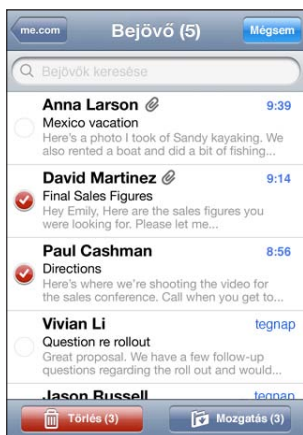 me.com
Bejövő (5)
Mégsem
Bejövők keresése
Anna Larson
9:39
Mexico vacation
Here's a photo I took of Sandy kayaking. We
also rented a boat and did a bit of fishing...
David Martinez
9:14
Final Sales Figures
Hey Emily, Here are the sales figures you
were looking for. Please let me...
Paul Cashman
8:56
Directions
Here's where we're shooting the video for
the sales conference. Call when you get to...
Vivian Li
tegnap
Question re rollout
Great proposal. We have a few follow-up
questions regarding the roll out and would...
Jason Russell
tegnap
Törlés (3)
Mozgatás (3)